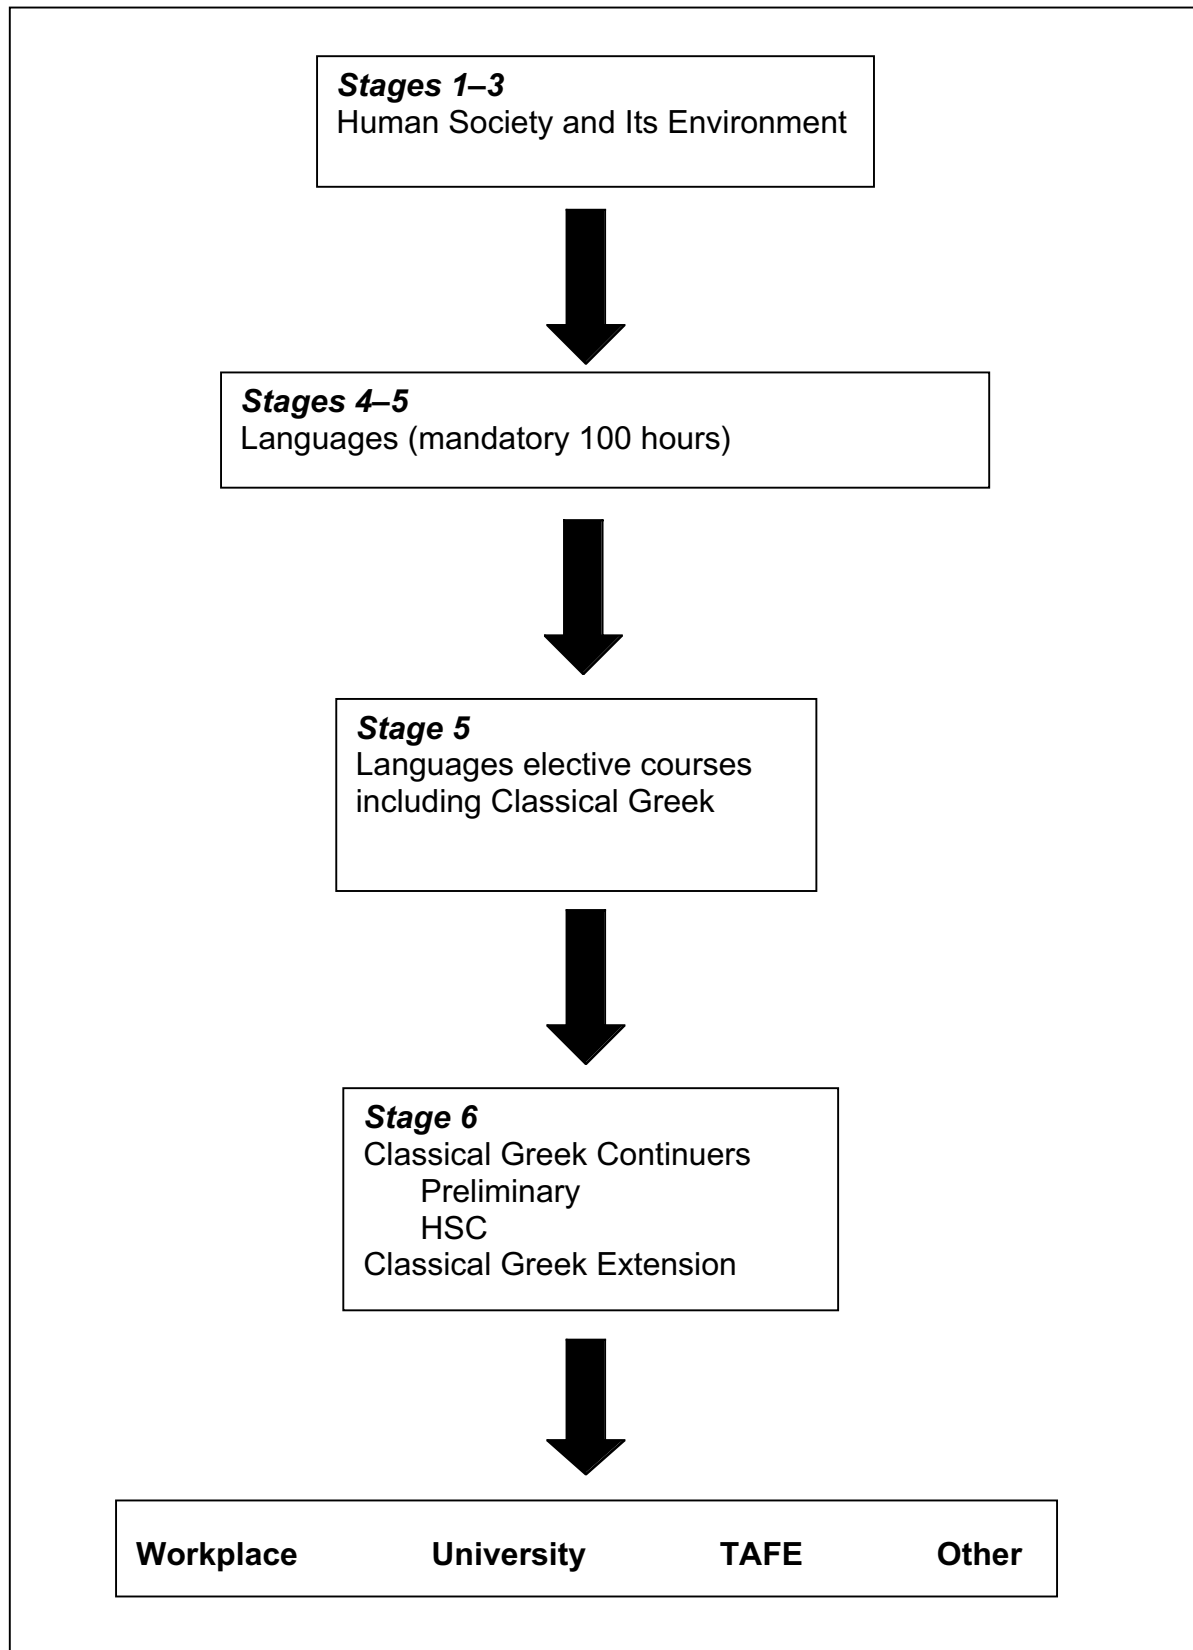 Stages 1–3
Human Society and Its Environment
Stages 4–5
Languages (mandatory 100 hours)
Stage 5
Languages elective courses
including Classical Greek
Stage 6
Classical Greek Continuers
Preliminary
HSC
Classical Greek Extension
Workplace University TAFE Other